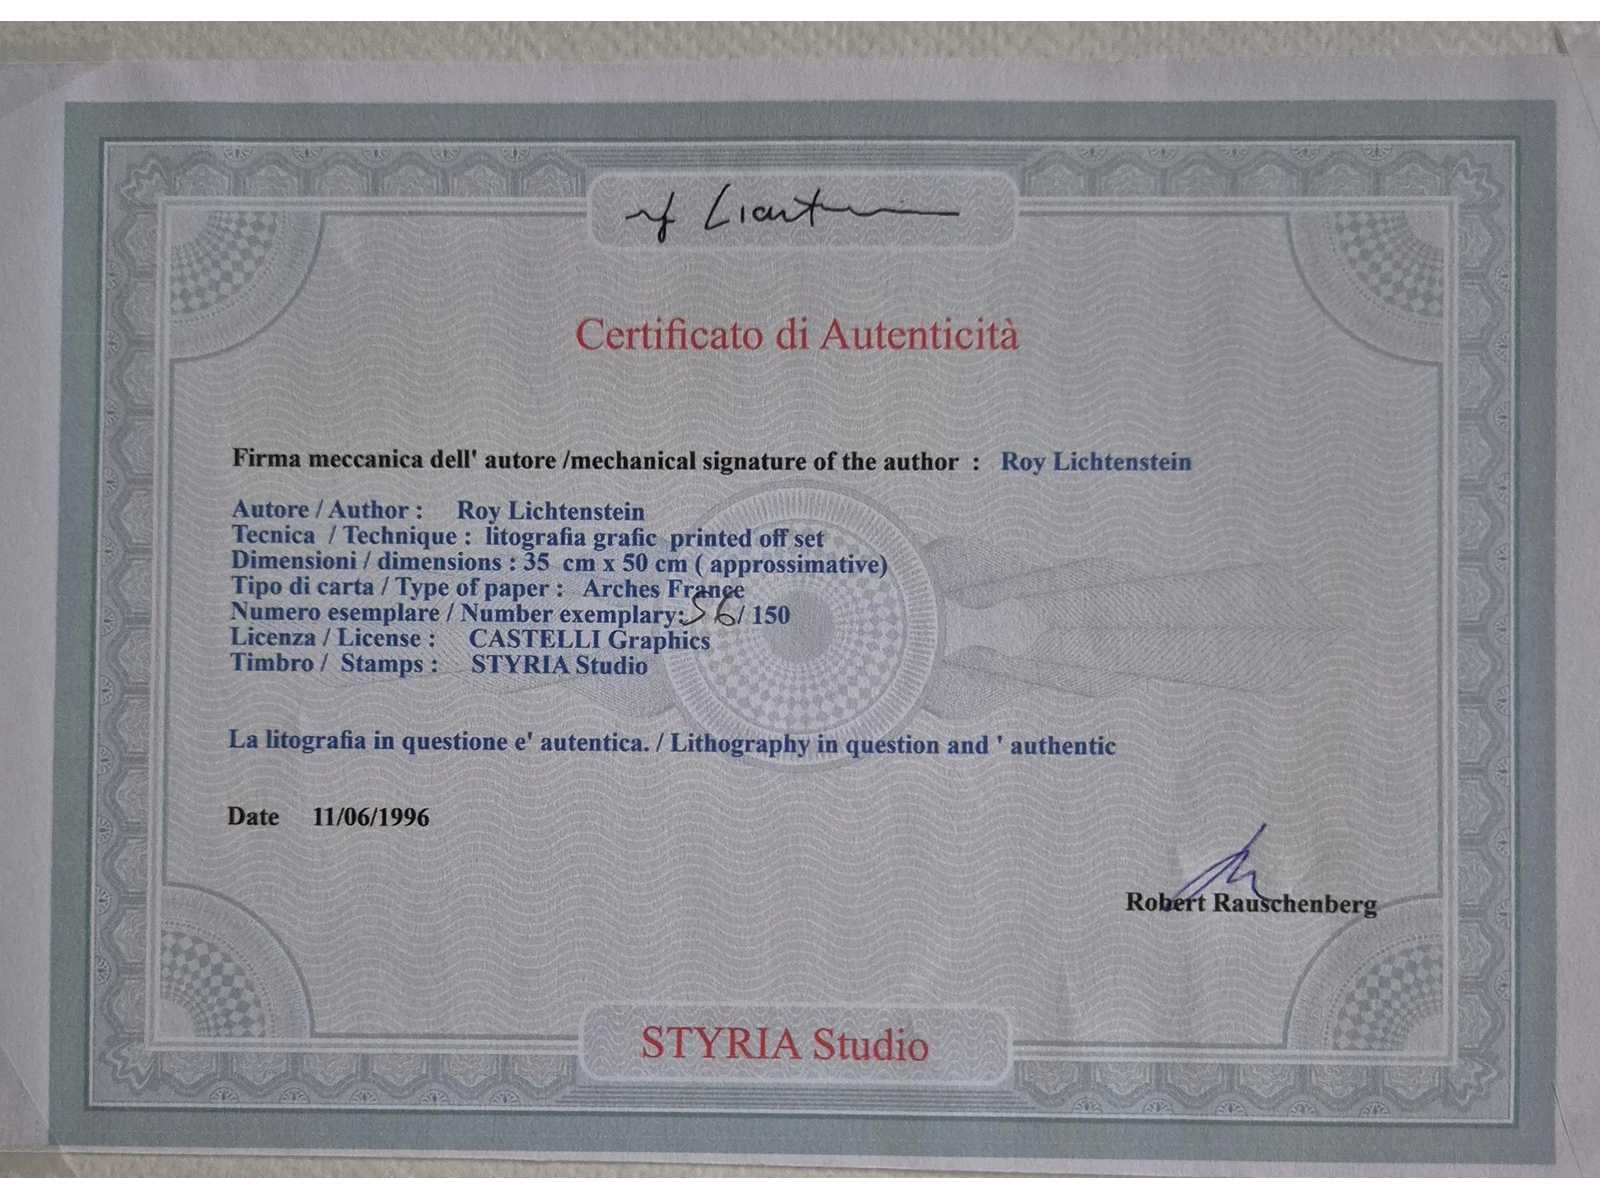 rf Lichtenstein
Certificato di Autenticità
Firma meccanica dell' autore /mechanical signature of the author : Roy Lichtenstein
Autore / Author : Roy Lichtenstein
Tecnica / Technique : litografia grafic printed off set
Dimensioni / dimensions : 35 cm x 50 cm ( approssimative)
Tipo di carta / Type of paper : Arches France
Numero esemplare / Number exemplary: 56/ 150
Licenza / License : CASTELLI Graphics
Timbro / Stamps : STYRIA Studio
La litografia in questione e' autentica. / Lithography in question and ' authentic
Date 11/06/1996
Robert Rauschenberg
STYRIA Studio